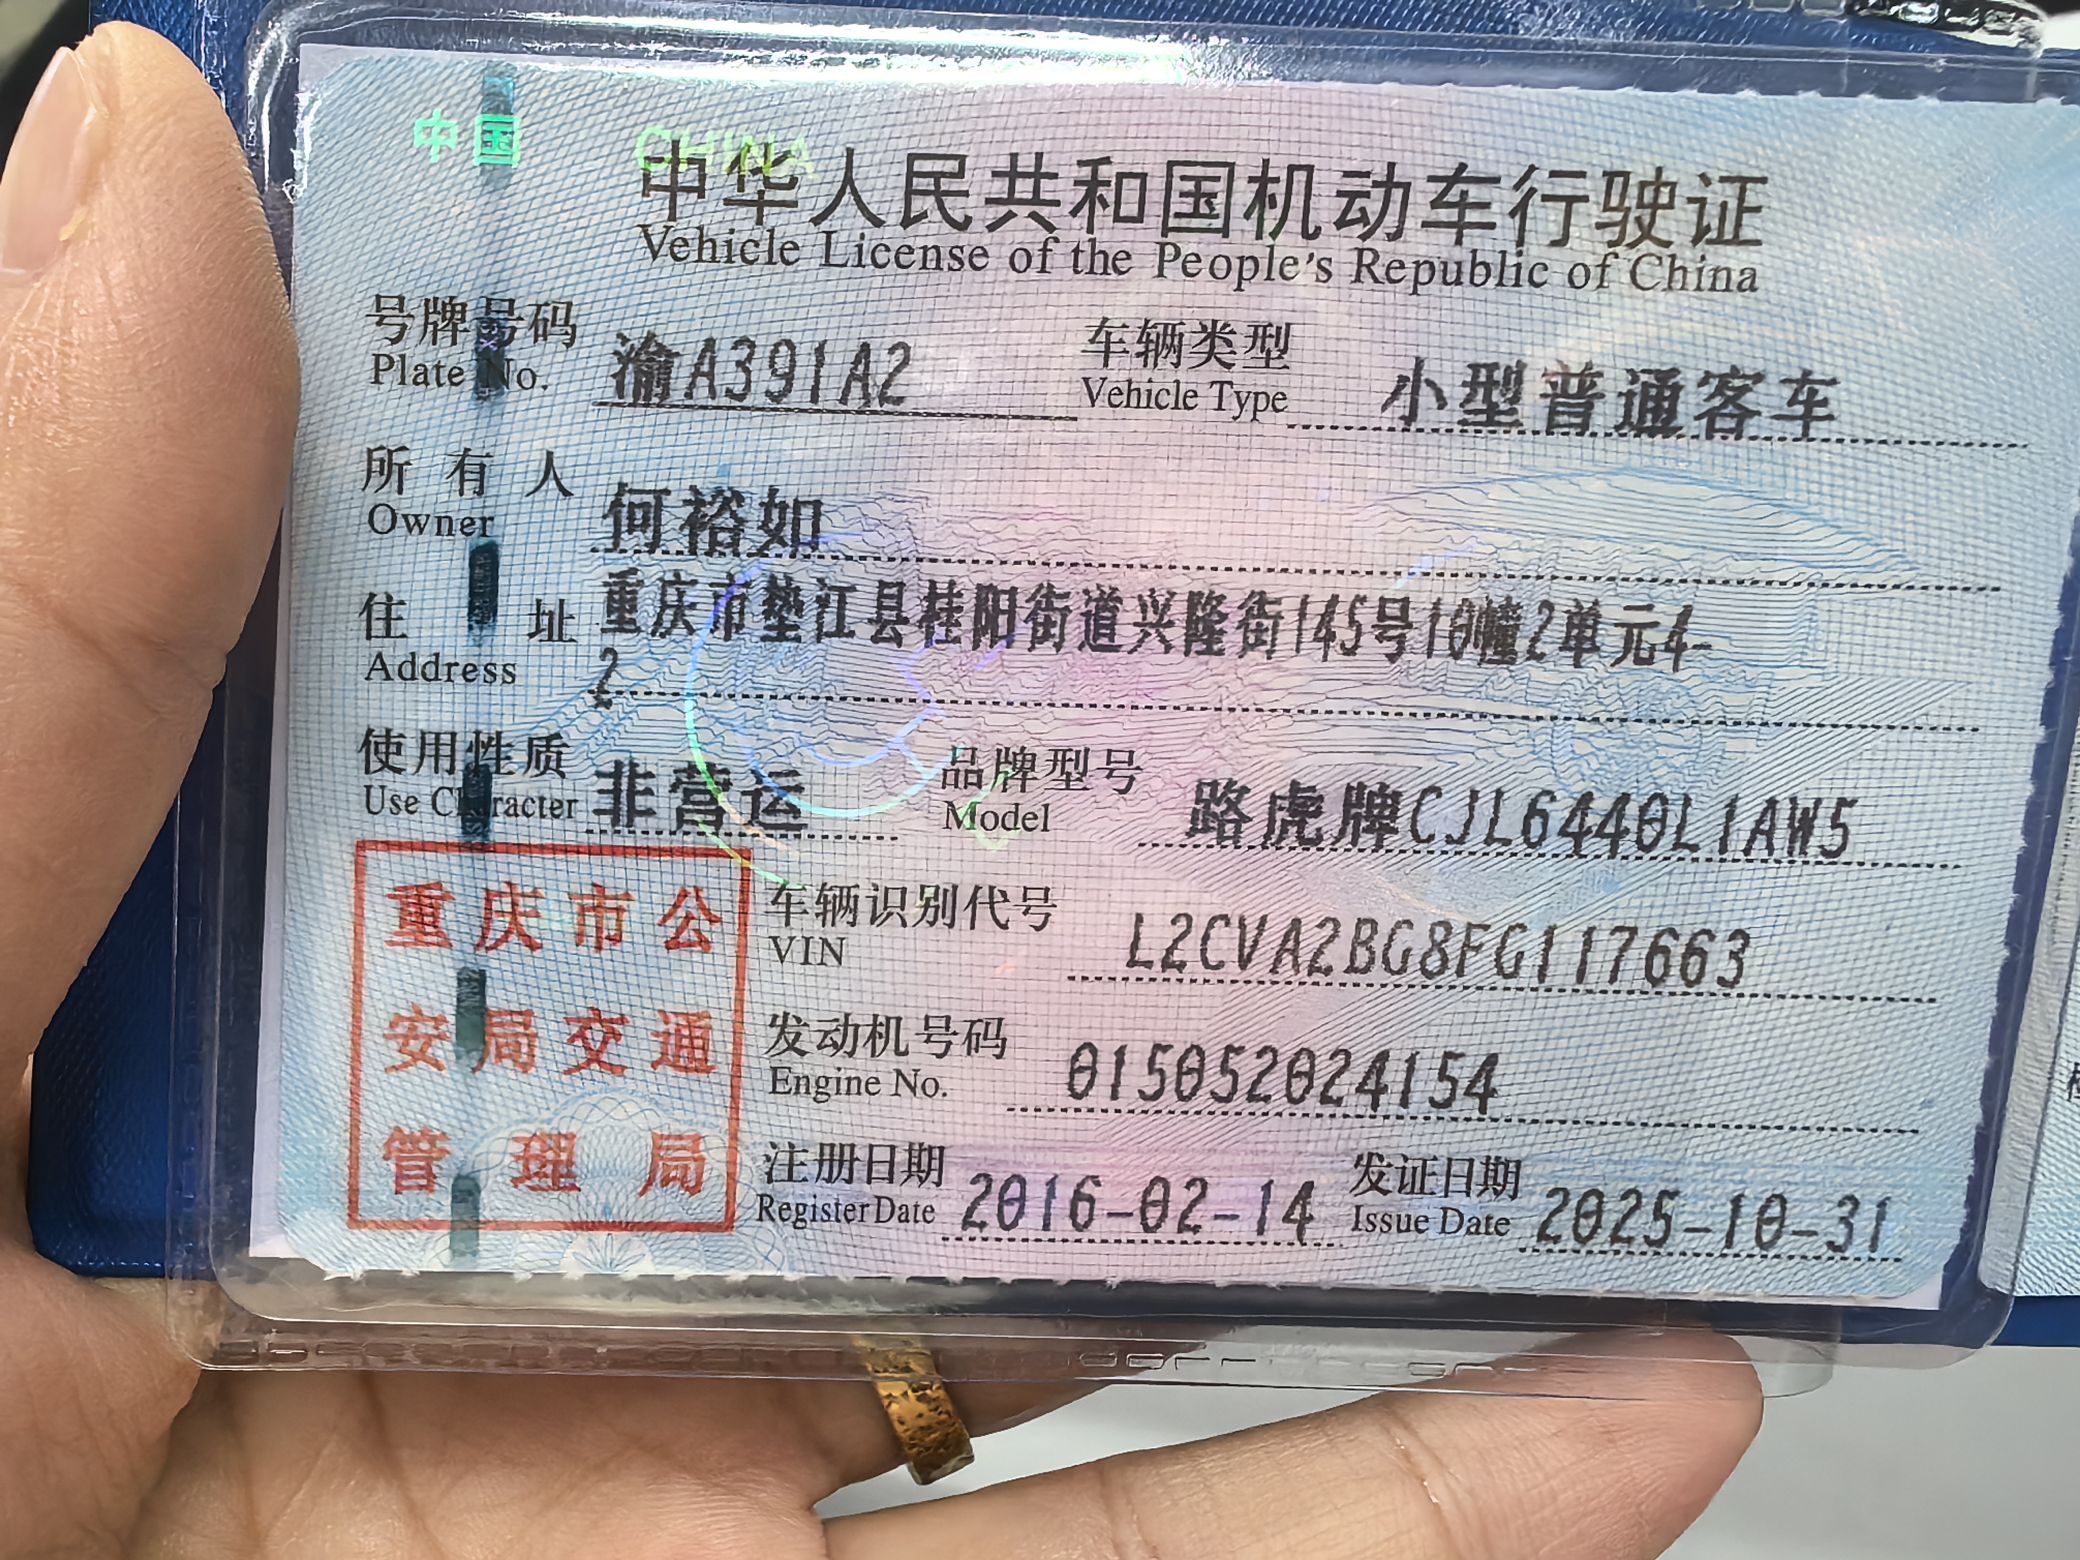 中国 CHINA
中华人民共和国机动车行驶证
Vehicle License of the People's Republic of China
号牌号码 渝A391A2 车辆类型 小型普通客车
Plate No. Vehicle Type
所有人 何裕如
Owner
住址 重庆市垫江县桂阳街道兴隆街145号10幢2单元4-
Address 2
使用性质 非营运 品牌型号 路虎牌CJL6440L1AW5
Use Character Model
重庆市公
安局交通
管理局
车辆识别代号 L2CVA2BG8FG117663
VIN
发动机号码 015052024154
Engine No.
注册日期 2016-02-14 发证日期 2025-10-31
Register Date Issue Date